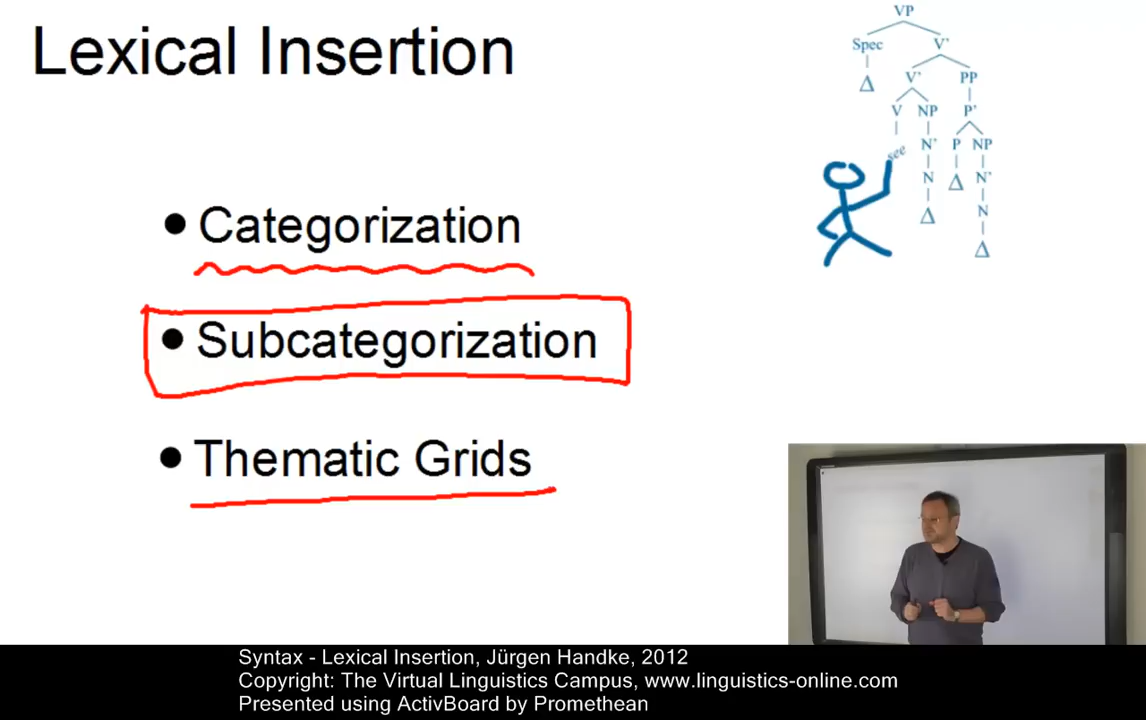 Lexical Insertion
• Categorization
• Subcategorization
• Thematic Grids
VP
Spec V'
Δ V' PP
V NP P'
see N' P NP
N Δ N'
Δ N
Δ
Syntax - Lexical Insertion, Jürgen Handke, 2012
Copyright: The Virtual Linguistics Campus, www.linguistics-online.com
Presented using ActivBoard by Promethean